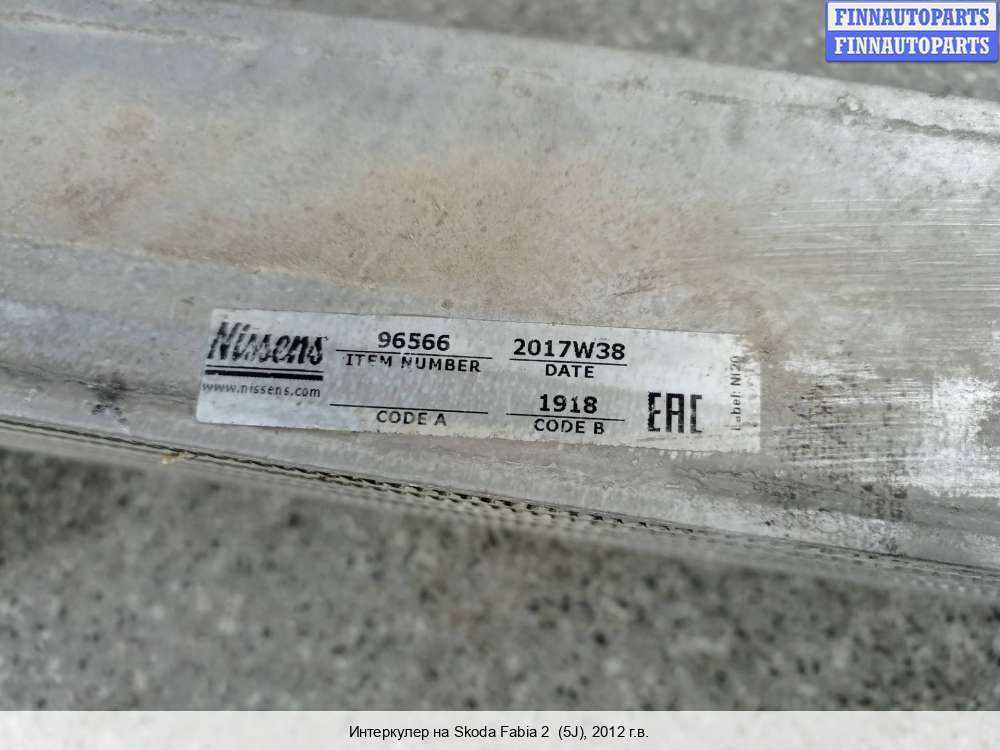 FINNAUTOPARTS
FINNAUTOPARTS
Nissens
www.nissens.com
96566
ITEM NUMBER
2017W38
DATE
CODE A
1918
CODE B
EAC
Label: NI20
Интеркулер на Skoda Fabia 2 (5J), 2012 г.в.